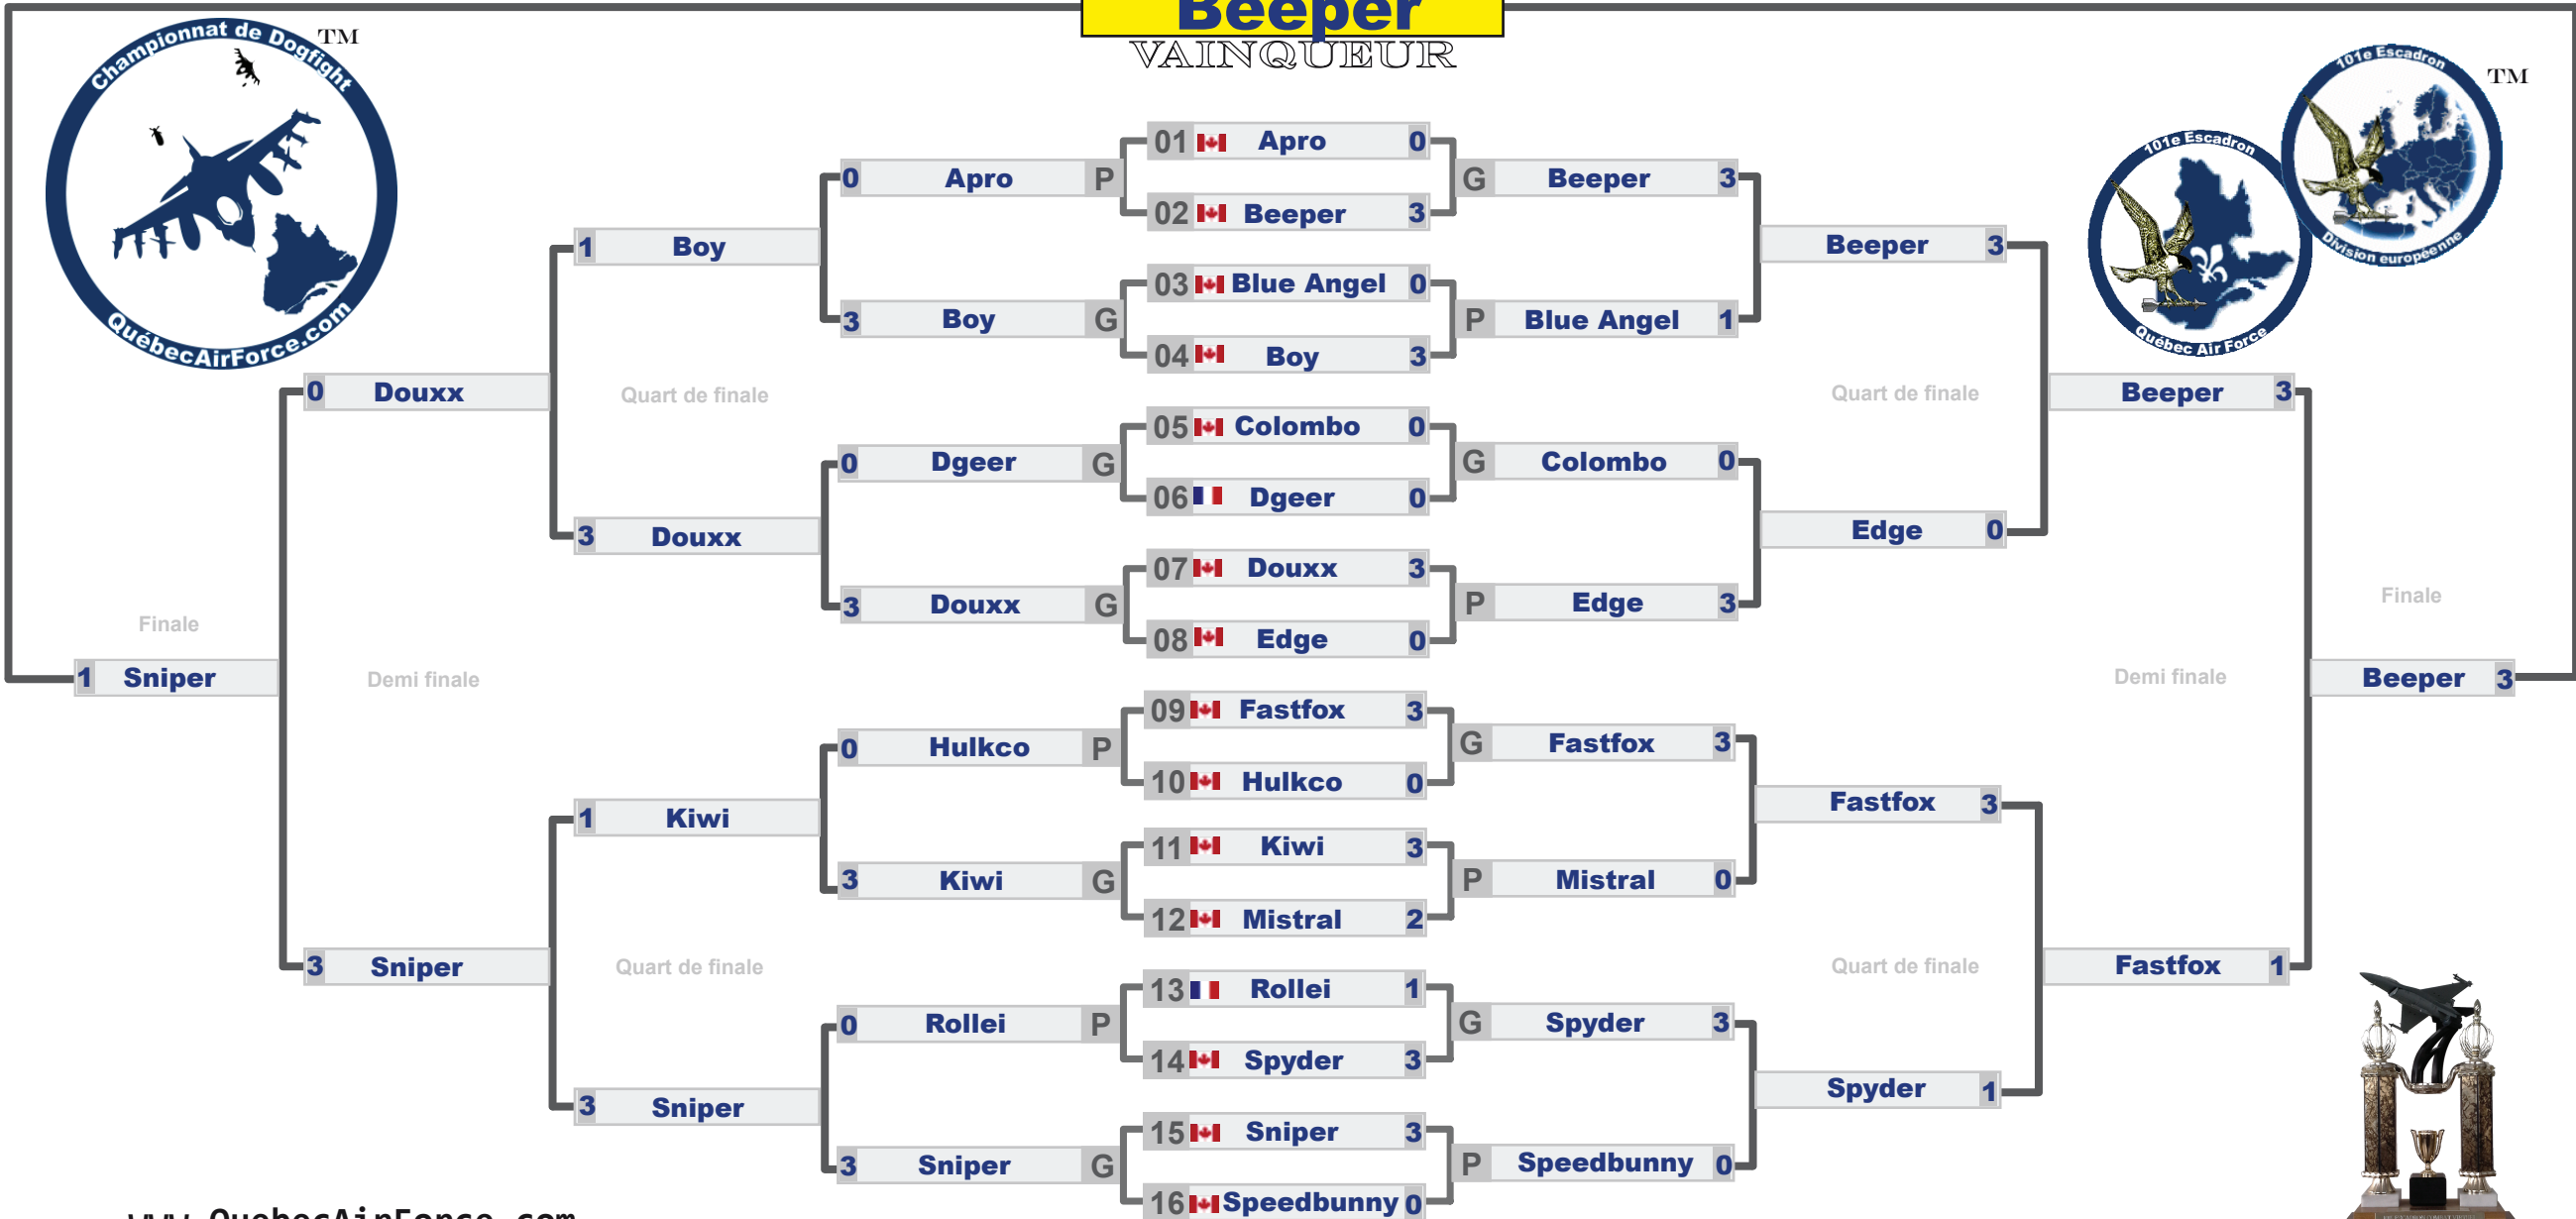 Beeper
VAINQUEUR
Championnat de Dogfight
QuébecAirForce.com
TM
101e Escadron
Québec Air Force
101e Escadron
Division européenne
TM
01 Apro 0
02 Beeper 3
03 Blue Angel 0
04 Boy 3
05 Colombo 0
06 Dgeer 0
07 Douxx 3
08 Edge 0
09 Fastfox 3
10 Hulkco 0
11 Kiwi 3
12 Mistral 2
13 Rollei 1
14 Spyder 3
15 Sniper 3
16 Speedbunny 0
0 Apro P
3 Boy G
0 Dgeer G
3 Douxx G
0 Hulkco P
3 Kiwi G
0 Rollei P
3 Sniper G
1 Boy
Quart de finale
3 Douxx
1 Kiwi
Quart de finale
3 Sniper
0 Douxx
Demi finale
3 Sniper
Finale
1 Sniper
G Beeper 3
P Blue Angel 1
G Colombo 0
P Edge 3
G Fastfox 3
P Mistral 0
G Spyder 3
P Speedbunny 0
Beeper 3
Quart de finale
Edge 0
Fastfox 3
Quart de finale
Spyder 1
Beeper 3
Demi finale
Fastfox 1
Finale
Beeper 3
www.QuebecAirForce.com